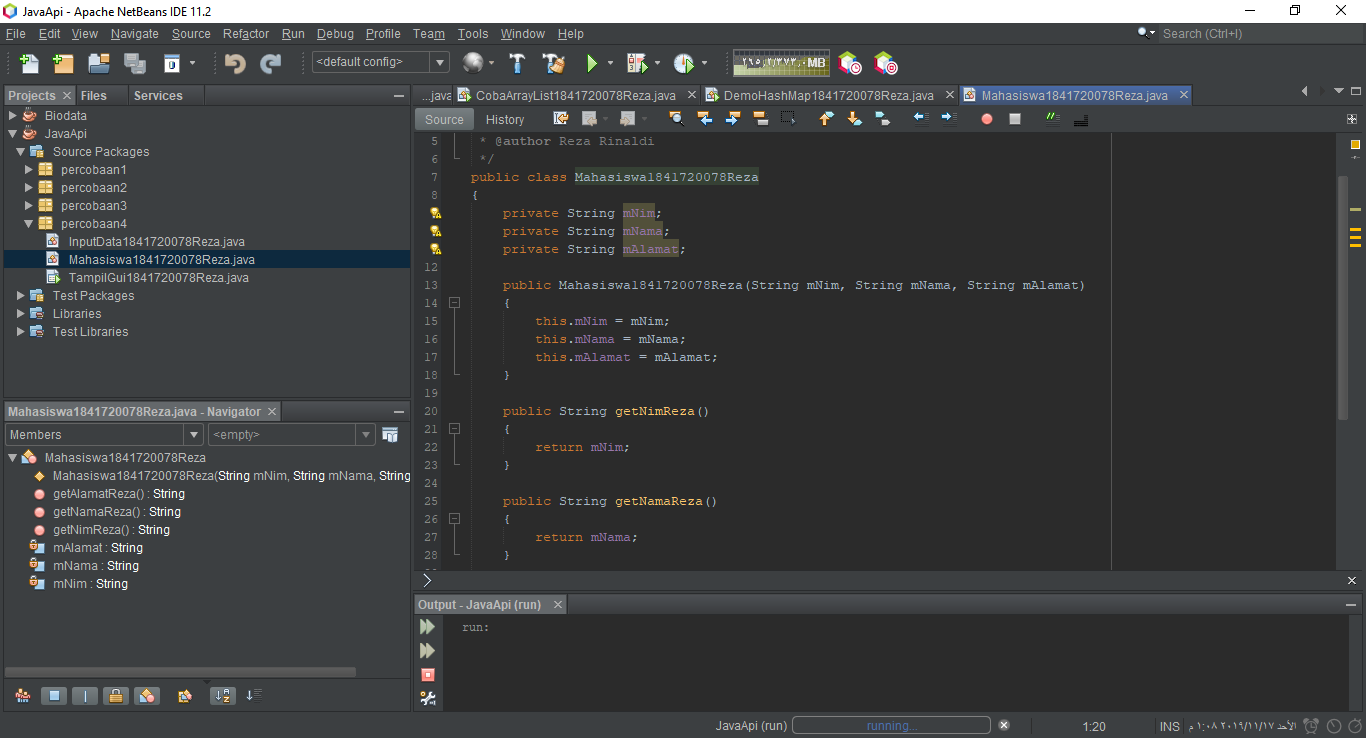 JavaApi - Apache NetBeans IDE 11.2
File Edit View Navigate Source Refactor Run Debug Profile Team Tools Window Help
Search (Ctrl+I)
<default config>
MB
Projects Files Services
Biodata
JavaApi
Source Packages
percobaan1
percobaan2
percobaan3
percobaan4
InputData1841720078Reza.java
Mahasiswa1841720078Reza.java
TampilGui1841720078Reza.java
Test Packages
Libraries
Test Libraries
Mahasiswa1841720078Reza.java - Navigator
Members <empty>
Mahasiswa1841720078Reza
Mahasiswa1841720078Reza(String mNim, String mNama, String
getAlamatReza() : String
getNamaReza() : String
getNimReza() : String
mAlamat : String
mNama : String
mNim : String
...java CobaArrayList1841720078Reza.java DemoHashMap1841720078Reza.java Mahasiswa1841720078Reza.java
Source History
5 * @author Reza Rinaldi
6 */
7 public class Mahasiswa1841720078Reza
8 {
private String mNim;
private String mNama;
private String mAlamat;
12
13 public Mahasiswa1841720078Reza(String mNim, String mNama, String mAlamat)
14 {
15 this.mNim = mNim;
16 this.mNama = mNama;
17 this.mAlamat = mAlamat;
18 }
19
20 public String getNimReza()
21 {
22 return mNim;
23 }
24
25 public String getNamaReza()
26 {
27 return mNama;
28 }
Output - JavaApi (run)
run:
JavaApi (run) running... 1:20 INS الأحد ٢٠١٩/١١/١٧ ١:٠٨ م